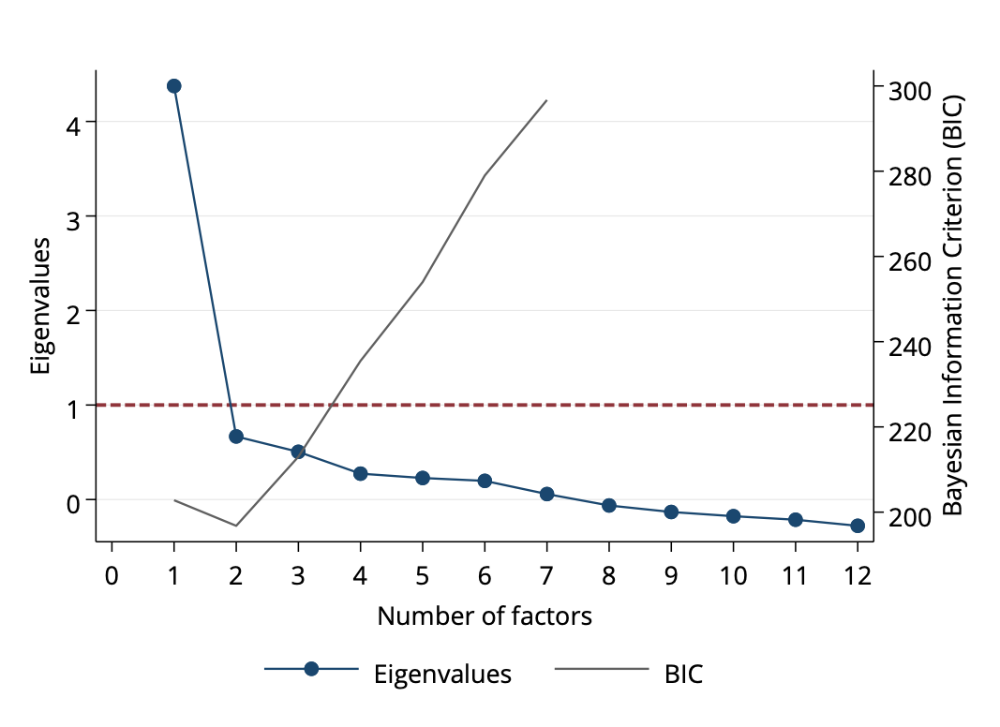 Eigenvalues
4
3
2
1
0
300
280
260
240
220
200
Bayesian Information Criterion (BIC)
0 1 2 3 4 5 6 7 8 9 10 11 12
Number of factors
Eigenvalues BIC